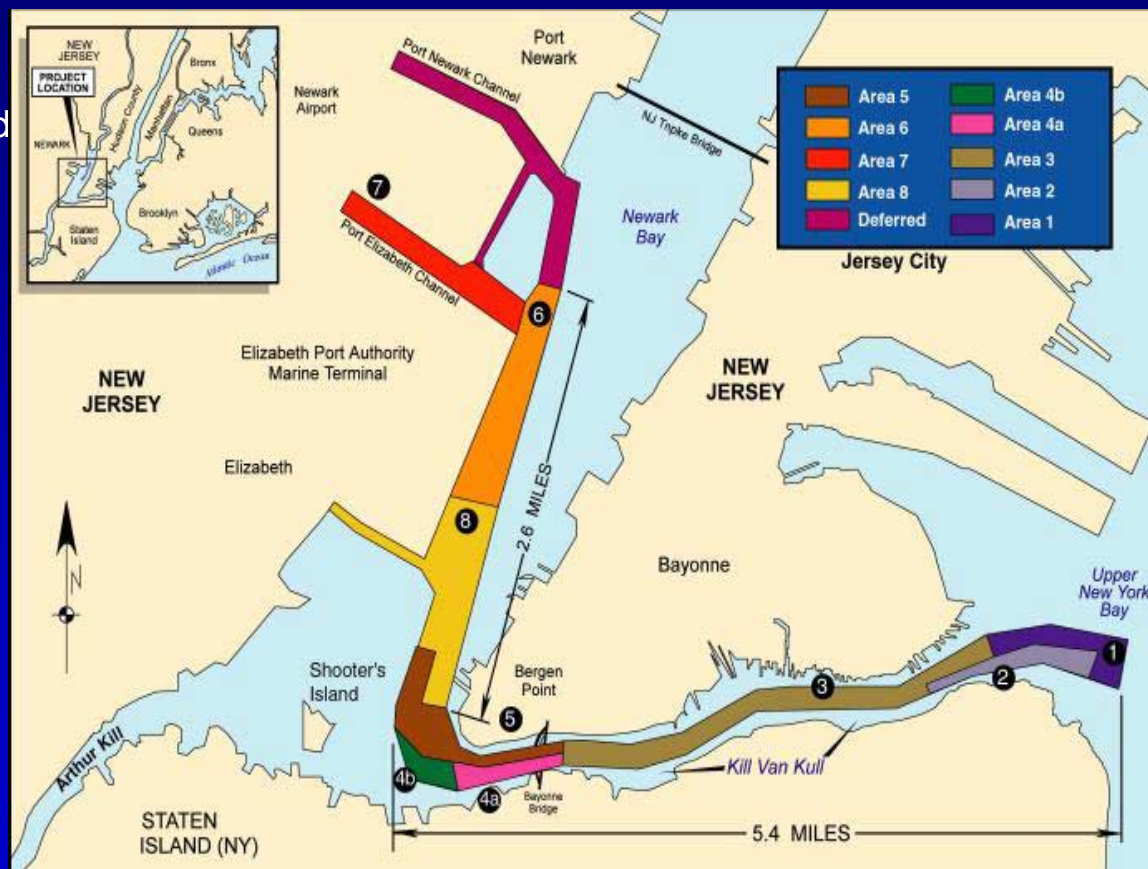 NEW
JERSEY
PROJECT
LOCATION
NEWARK
Hudson County
Manhattan
Bronx
Queens
Brooklyn
Staten
Island
Atlantic Ocean
d
Port Newark Channel
Port
Newark
Newark
Airport
NJ Tnpke Bridge
Area 5
Area 6
Area 7
Area 8
Deferred
Area 4b
Area 4a
Area 3
Area 2
Area 1
7
Port Elizabeth Channel
Newark
Bay
Jersey City
6
Elizabeth Port Authority
Marine Terminal
NEW
JERSEY
NEW
JERSEY
Elizabeth
8
2.6 MILES
N
Bayonne
Upper
New York
Bay
Shooter's
Island
Bergen
Point
5
3
2
1
Arthur Kill
4b
4a
Bayonne
Bridge
Kill Van Kull
STATEN
ISLAND (NY)
5.4 MILES